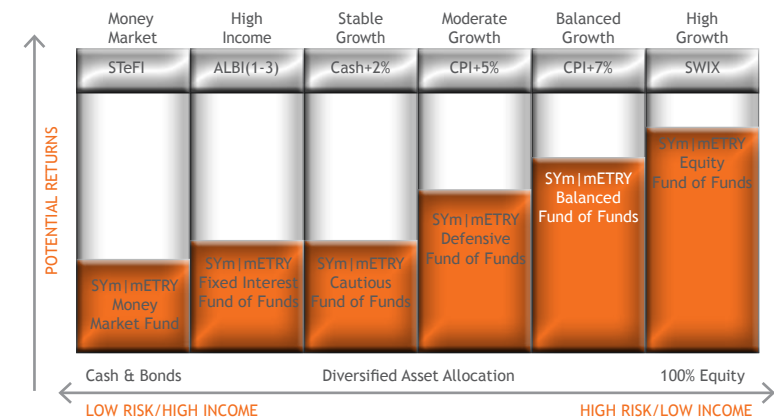 Money Market
High Income
Stable Growth
Moderate Growth
Balanced Growth
High Growth
STeFI
ALBI(1-3)
Cash+2%
CPI+5%
CPI+7%
SWIX
POTENTIAL RETURNS
SYm|mETRY
Money
Market Fund
SYm|mETRY
Fixed Interest
Fund of Funds
SYm|mETRY
Cautious
Fund of Funds
SYm|mETRY
Defensive
Fund of Funds
SYm|mETRY
Balanced
Fund of Funds
SYm|mETRY
Equity
Fund of Funds
Cash & Bonds
Diversified Asset Allocation
100% Equity
LOW RISK/HIGH INCOME
HIGH RISK/LOW INCOME